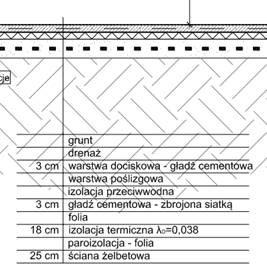 cje
grunt
drenaż
3 cm warstwa dociskowa - gładź cementowa
warstwa poślizgowa
izolacja przeciwwodna
3 cm gładź cementowa - zbrojona siatką
folia
18 cm izolacja termiczna λD=0,038
paroizolacja - folia
25 cm ściana żelbetowa